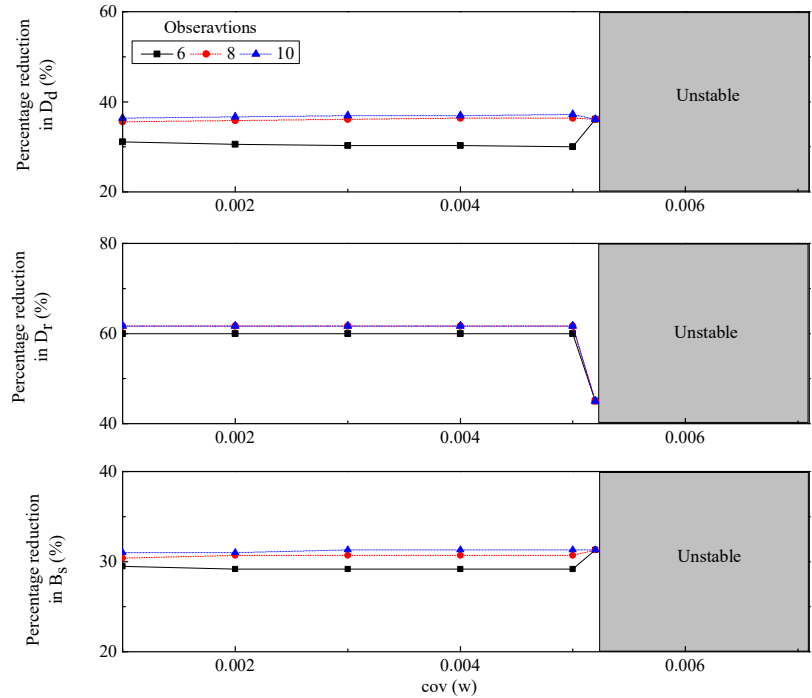 60
Obseravtions
6 8 10
Percentage reduction
in D_d (%)
40
Unstable
20
0.002 0.004 0.006
80
Percentage reduction
in D_r (%)
60
Unstable
40
0.002 0.004 0.006
40
Percentage reduction
in B_s (%)
30
Unstable
20
0.002 0.004 0.006
cov (w)